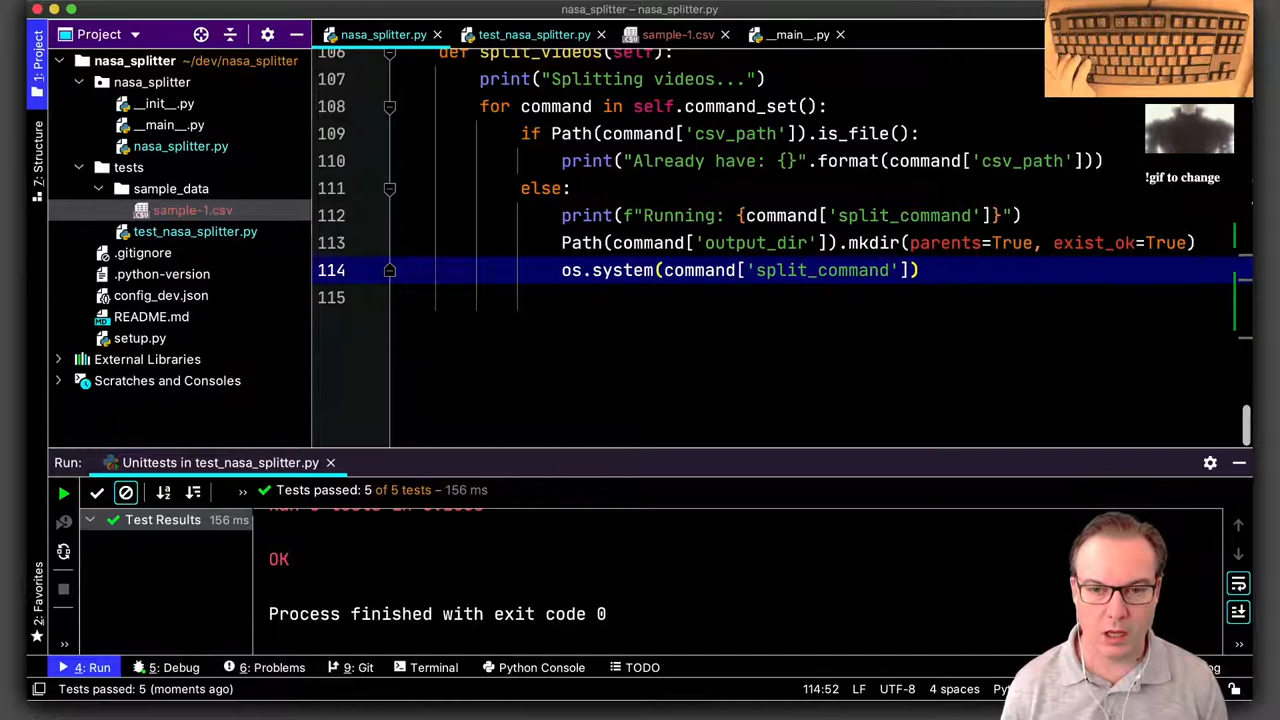 nasa_splitter – nasa_splitter.py
Project
nasa_splitter.py
test_nasa_splitter.py
sample-1.csv
__main__.py
1: Project
7: Structure
2: Favorites
nasa_splitter ~/dev/nasa_splitter
nasa_splitter
__init__.py
__main__.py
nasa_splitter.py
tests
sample_data
sample-1.csv
test_nasa_splitter.py
.gitignore
.python-version
config_dev.json
README.md
setup.py
External Libraries
Scratches and Consoles
106 def split_videos(self):
107 print("Splitting videos...")
108 for command in self.command_set():
109 if Path(command['csv_path']).is_file():
110 print("Already have: {}".format(command['csv_path']))
111 else:
112 print(f"Running: {command['split_command']}")
113 Path(command['output_dir']).mkdir(parents=True, exist_ok=True)
114 os.system(command['split_command'])
115
!gif to change
Run: Unittests in test_nasa_splitter.py
Tests passed: 5 of 5 tests – 156 ms
Test Results 156 ms
OK
Process finished with exit code 0
4: Run
5: Debug
6: Problems
9: Git
Terminal
Python Console
TODO
Tests passed: 5 (moments ago)
114:52 LF UTF-8 4 spaces